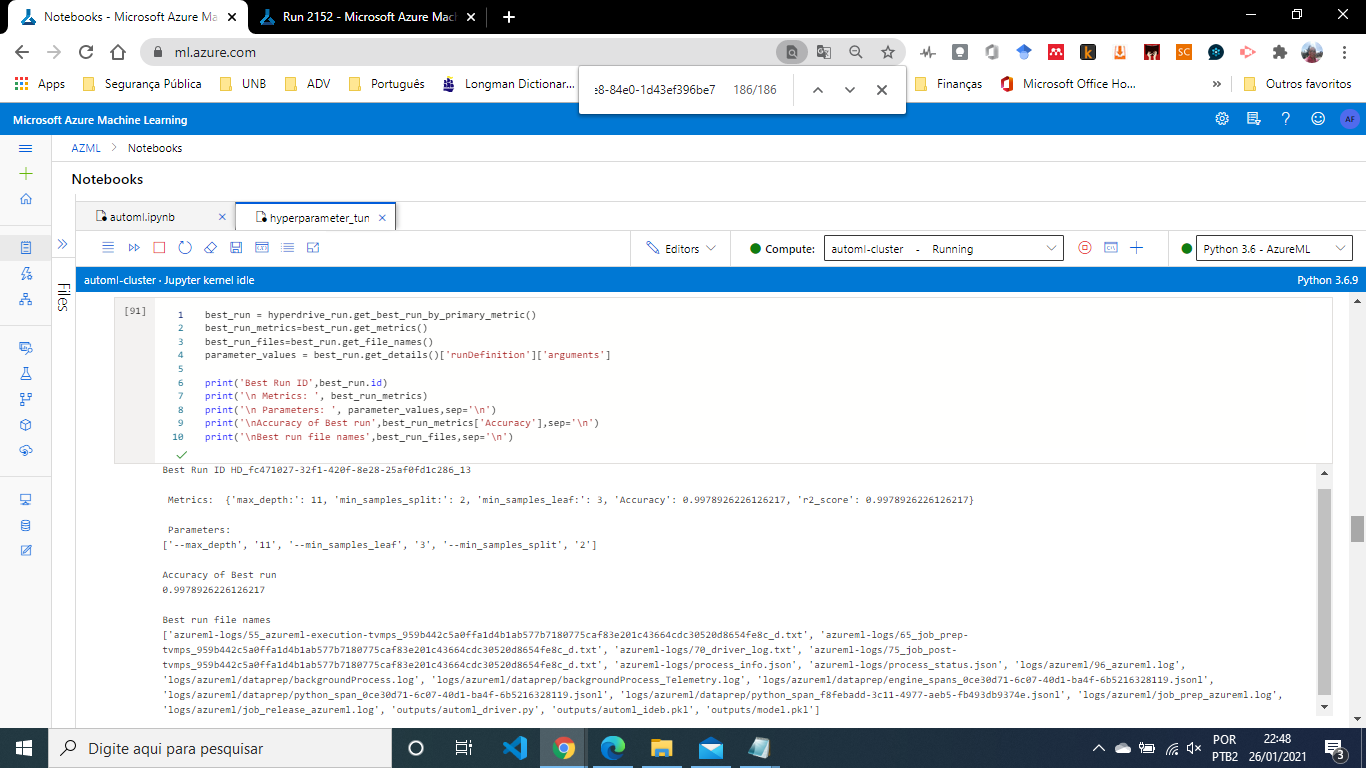 Notebooks - Microsoft Azure Ma
Run 2152 - Microsoft Azure Mac
ml.azure.com
Apps
Segurança Pública
UNB
ADV
Português
Longman Dictionar...
Finanças
Microsoft Office Ho...
»
Outros favoritos
e8-84e0-1d43ef396be7 186/186
Microsoft Azure Machine Learning
AF
AZML > Notebooks
Notebooks
automl.ipynb
hyperparameter_tun
Editors
Compute:
automl-cluster - Running
Python 3.6 - AzureML
automl-cluster · Jupyter kernel idle
Python 3.6.9
Files
[91]
1 best_run = hyperdrive_run.get_best_run_by_primary_metric()
2 best_run_metrics=best_run.get_metrics()
3 best_run_files=best_run.get_file_names()
4 parameter_values = best_run.get_details()['runDefinition']['arguments']
5
6 print('Best Run ID',best_run.id)
7 print('\n Metrics: ', best_run_metrics)
8 print('\n Parameters: ', parameter_values,sep='\n')
9 print('\nAccuracy of Best run',best_run_metrics['Accuracy'],sep='\n')
10 print('\nBest run file names',best_run_files,sep='\n')
Best Run ID HD_fc471027-32f1-420f-8e28-25af0fd1c286_13
Metrics:  {'max_depth:': 11, 'min_samples_split:': 2, 'min_samples_leaf:': 3, 'Accuracy': 0.9978926226126217, 'r2_score': 0.9978926226126217}
Parameters:
['--max_depth', '11', '--min_samples_leaf', '3', '--min_samples_split', '2']
Accuracy of Best run
0.9978926226126217
Best run file names
['azureml-logs/55_azureml-execution-tvmps_959b442c5a0ffa1d4b1ab577b7180775caf83e201c43664cdc30520d8654fe8c_d.txt', 'azureml-logs/65_job_prep-
tvmps_959b442c5a0ffa1d4b1ab577b7180775caf83e201c43664cdc30520d8654fe8c_d.txt', 'azureml-logs/70_driver_log.txt', 'azureml-logs/75_job_post-
tvmps_959b442c5a0ffa1d4b1ab577b7180775caf83e201c43664cdc30520d8654fe8c_d.txt', 'azureml-logs/process_info.json', 'azureml-logs/process_status.json', 'logs/azureml/96_azureml.log',
'logs/azureml/dataprep/backgroundProcess.log', 'logs/azureml/dataprep/backgroundProcess_Telemetry.log', 'logs/azureml/dataprep/engine_spans_0ce30d71-6c07-40d1-ba4f-6b5216328119.jsonl',
'logs/azureml/dataprep/python_span_0ce30d71-6c07-40d1-ba4f-6b5216328119.jsonl', 'logs/azureml/dataprep/python_span_f8febadd-3c11-4977-aeb5-fb493db9374e.jsonl', 'logs/azureml/job_prep_azureml.log',
'logs/azureml/job_release_azureml.log', 'outputs/automl_driver.py', 'outputs/automl_ideb.pkl', 'outputs/model.pkl']
Digite aqui para pesquisar
POR
PTB2
22:48
26/01/2021
3